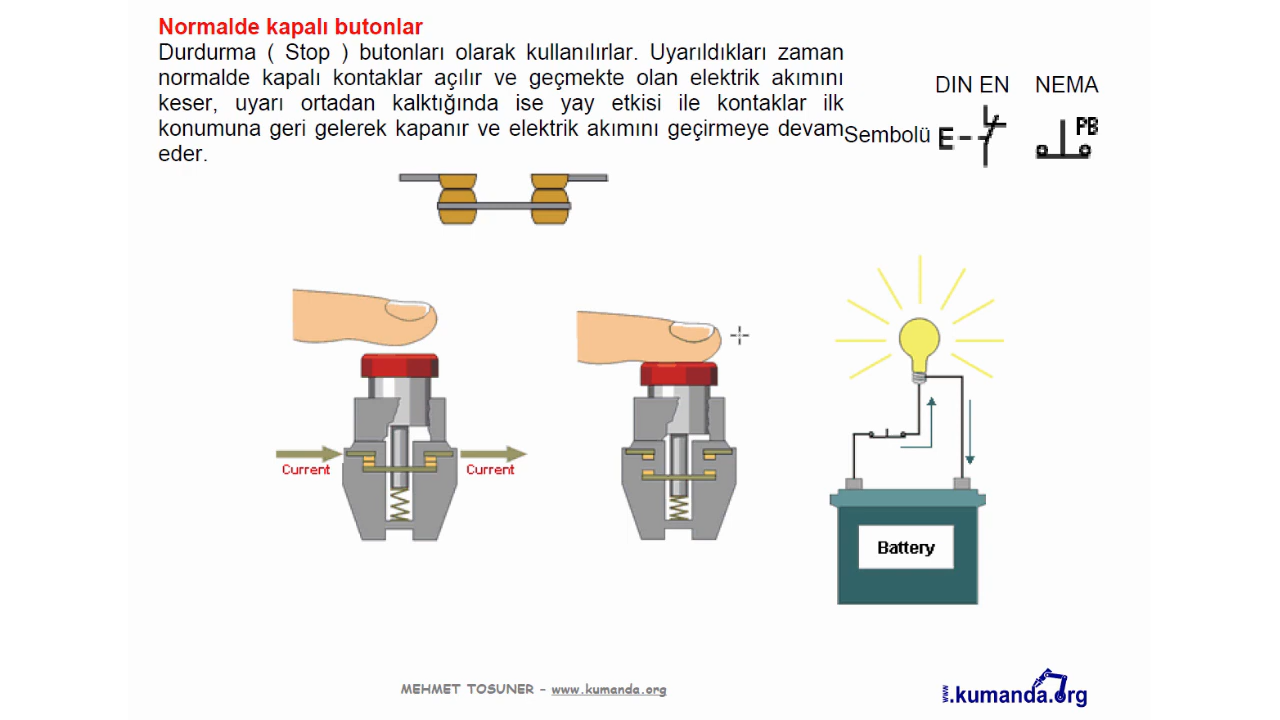 Normalde kapalı butonlar
Durdurma ( Stop ) butonları olarak kullanılırlar. Uyarıldıkları zaman
normalde kapalı kontaklar açılır ve geçmekte olan elektrik akımını
keser, uyarı ortadan kalktığında ise yay etkisi ile kontaklar ilk
konumuna geri gelerek kapanır ve elektrik akımını geçirmeye devam
eder.
DIN EN NEMA
Sembolü E PB
Current Current
Battery
MEHMET TOSUNER - www.kumanda.org
www.kumanda.org